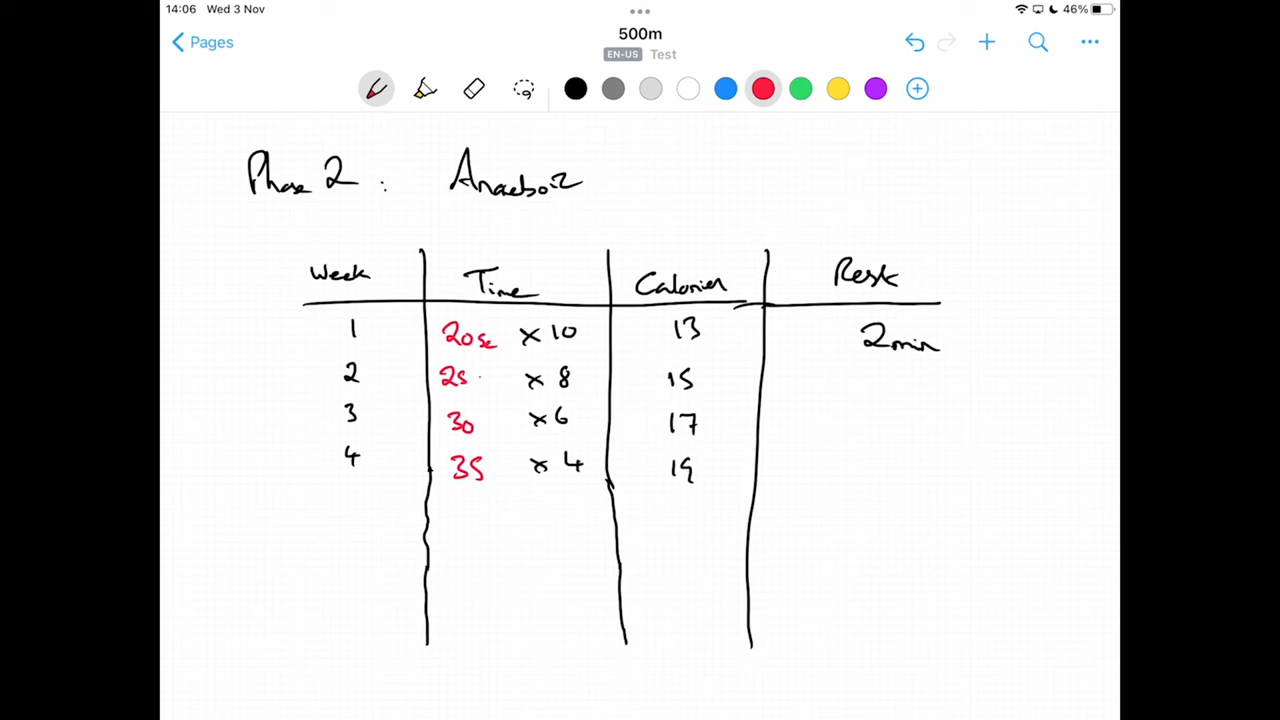 14:06 Wed 3 Nov
46%
Pages
500m
EN-US Test
Phase 2 : Anaerobic
Week Time Calories Rest
1 20se x 10 13 2min
2 25 x 8 15
3 30 x 6 17
4 35 x 4 19